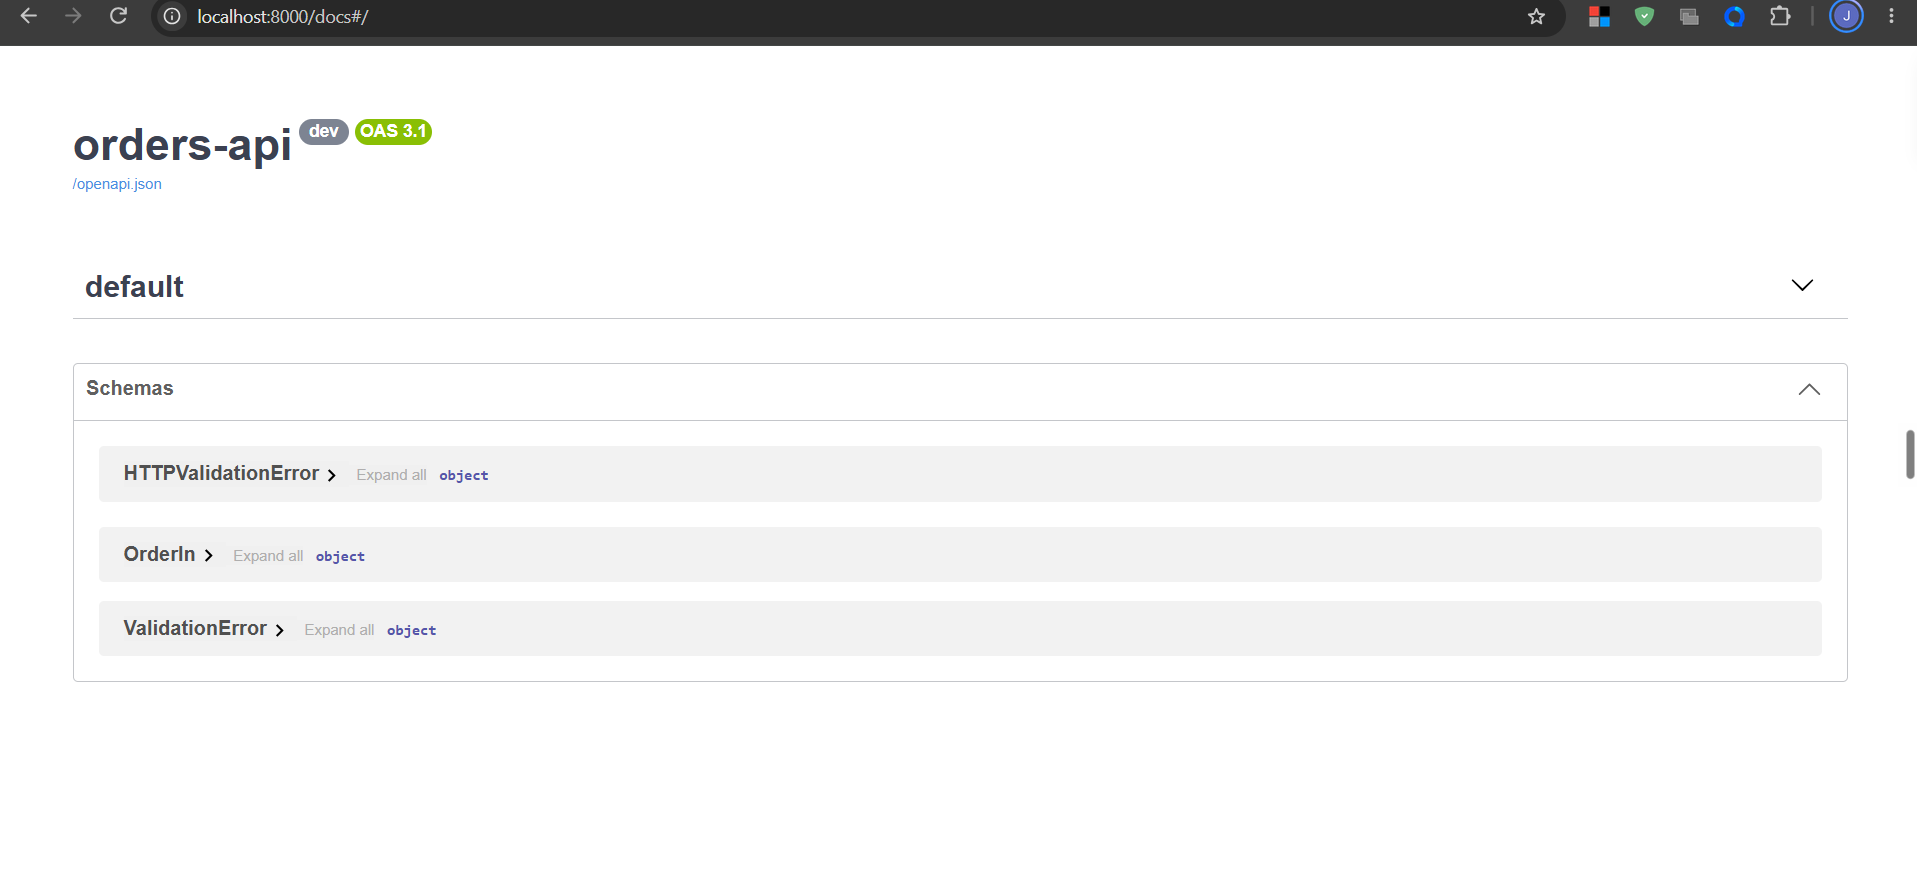 localhost:8000/docs#/
J
orders-api dev OAS 3.1
/openapi.json
default
Schemas
HTTPValidationError Expand all object
OrderIn Expand all object
ValidationError Expand all object